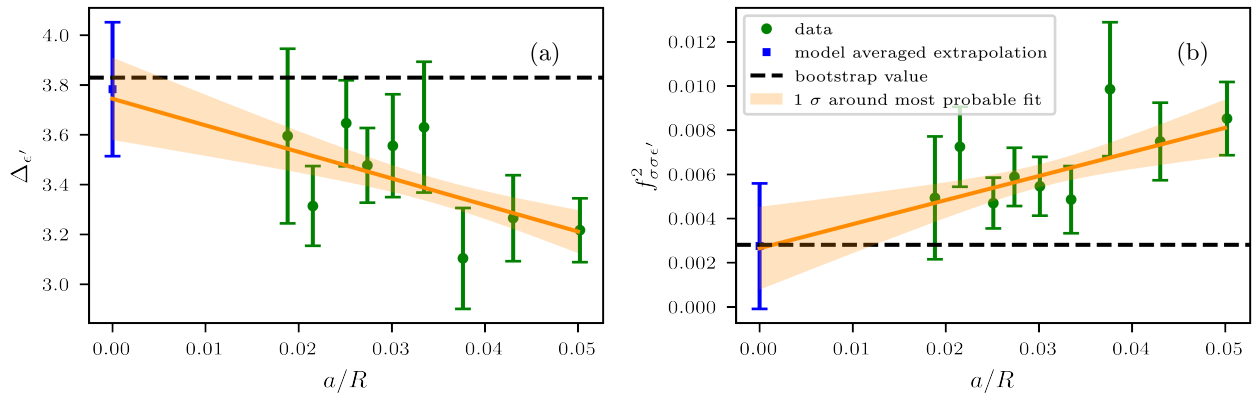 4.0
3.8
3.6
3.4
3.2
3.0
Δ_{ϵ′}
(a)
0.00 0.01 0.02 0.03 0.04 0.05
a/R
0.012
0.010
0.008
0.006
0.004
0.002
0.000
f²_{σσϵ′}
data
model averaged extrapolation
bootstrap value
1 σ around most probable fit
(b)
0.00 0.01 0.02 0.03 0.04 0.05
a/R